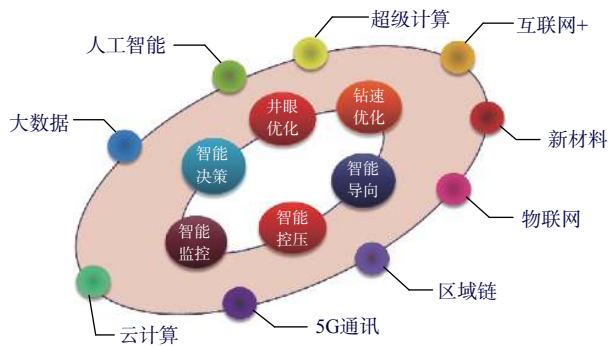 超级计算
互联网+
人工智能
大数据
新材料
物联网
区域链
5G通讯
云计算
井眼
优化
钻速
优化
智能
决策
智能
导向
智能
监控
智能
控压